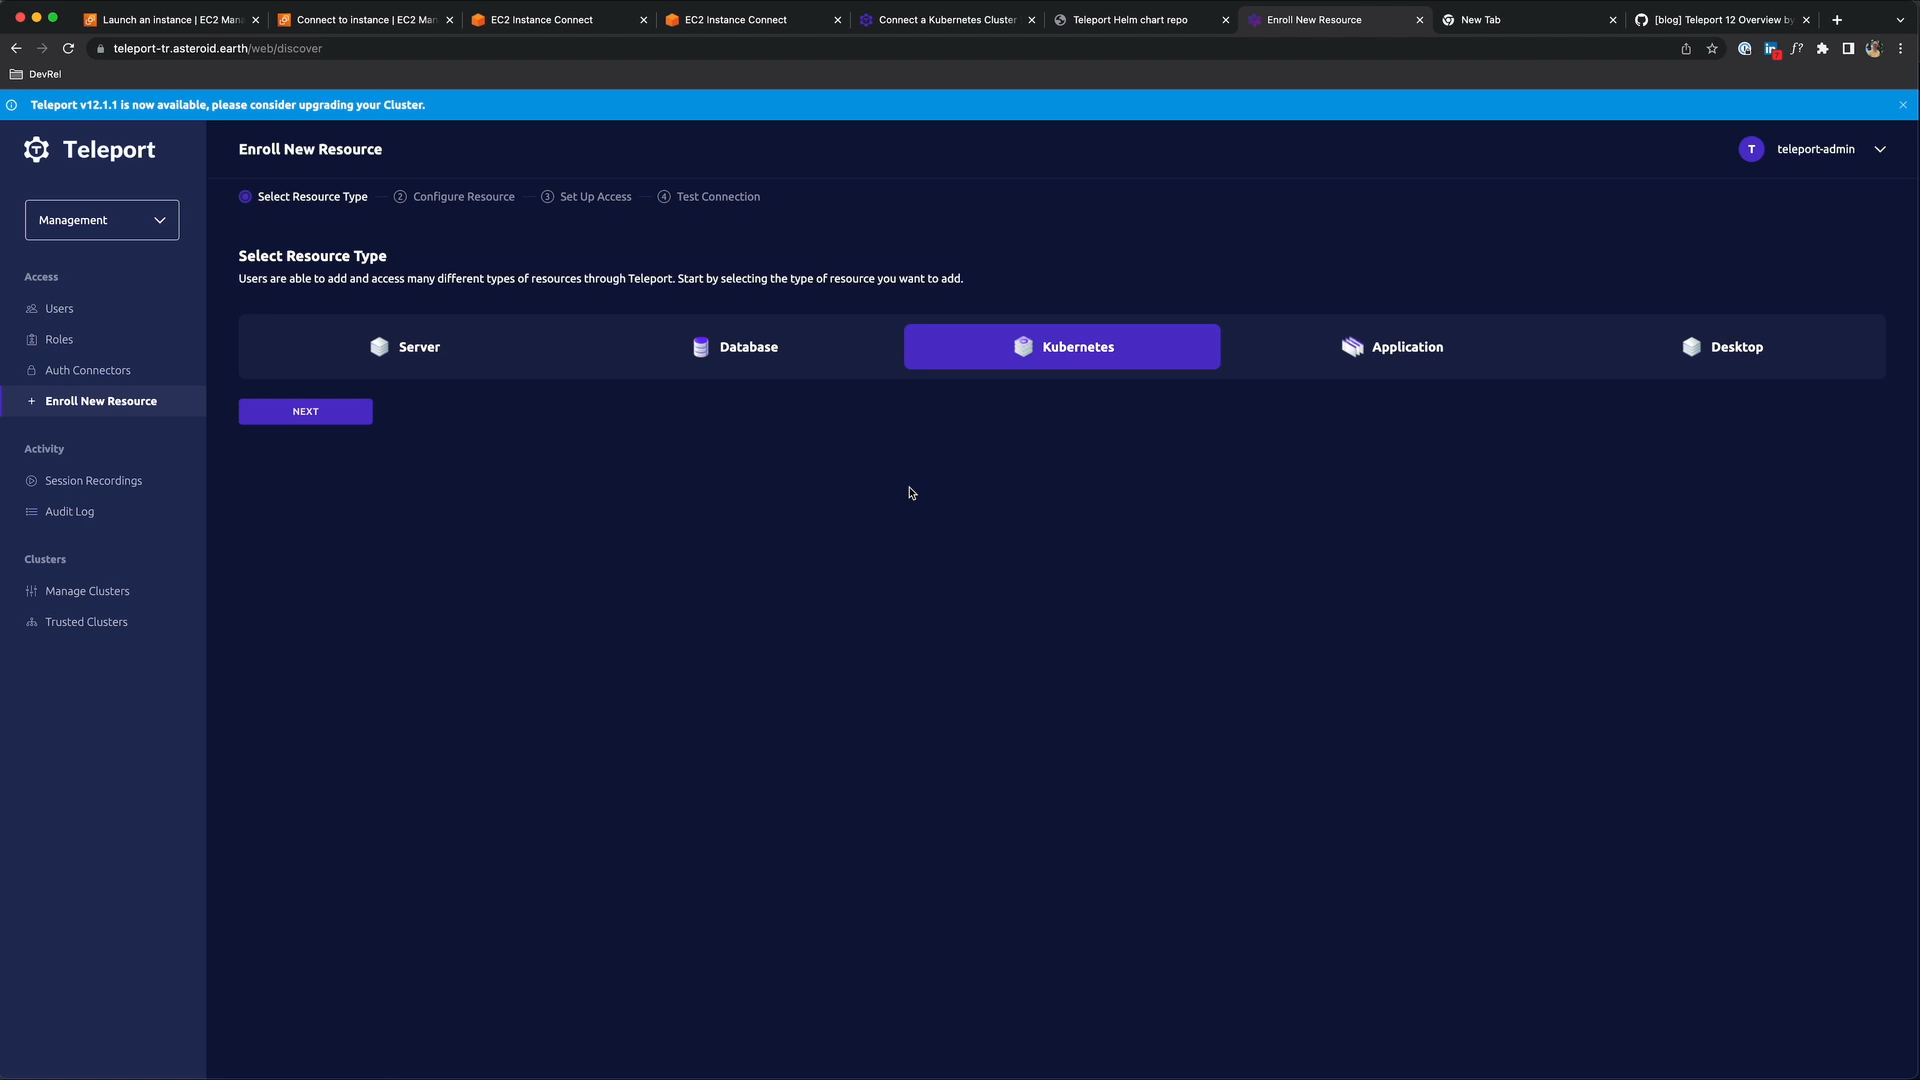 Launch an instance | EC2 Mana
Connect to instance | EC2 Man
EC2 Instance Connect
EC2 Instance Connect
Connect a Kubernetes Cluster
Teleport Helm chart repo
Enroll New Resource
New Tab
[blog] Teleport 12 Overview by
teleport-tr.asteroid.earth/web/discover
DevRel
Teleport v12.1.1 is now available, please consider upgrading your Cluster.
Teleport
Enroll New Resource
T
teleport-admin
Select Resource Type
2 Configure Resource
3 Set Up Access
4 Test Connection
Management
Access
Users
Roles
Auth Connectors
+ Enroll New Resource
Activity
Session Recordings
Audit Log
Clusters
Manage Clusters
Trusted Clusters
Select Resource Type
Users are able to add and access many different types of resources through Teleport. Start by selecting the type of resource you want to add.
Server
Database
Kubernetes
Application
Desktop
NEXT